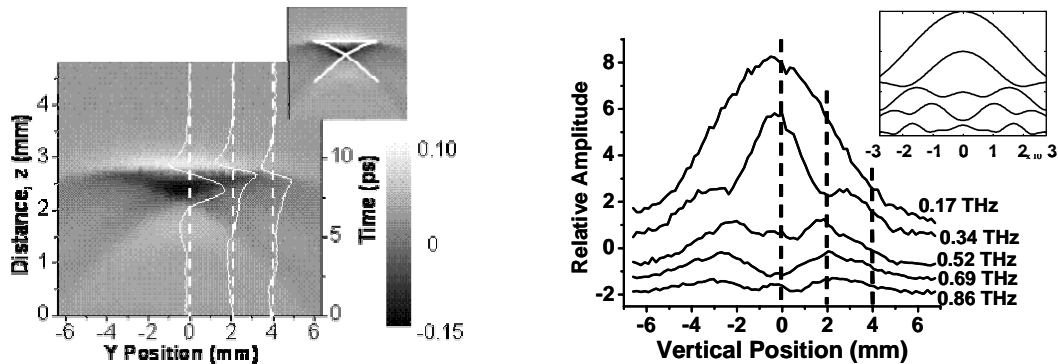 Distance, z (mm)
4
3
2
1
0
-6 -4 -2 0 2 4 6
Y Position (mm)
10
5
0
Time (ps)
0.10
0
-0.15
Relative Amplitude
8
6
4
2
0
-2
-6 -4 -2 0 2 4 6
Vertical Position (mm)
0.17 THz
0.34 THz
0.52 THz
0.69 THz
0.86 THz
-3 -2 -1 0 1 2 3
x 10